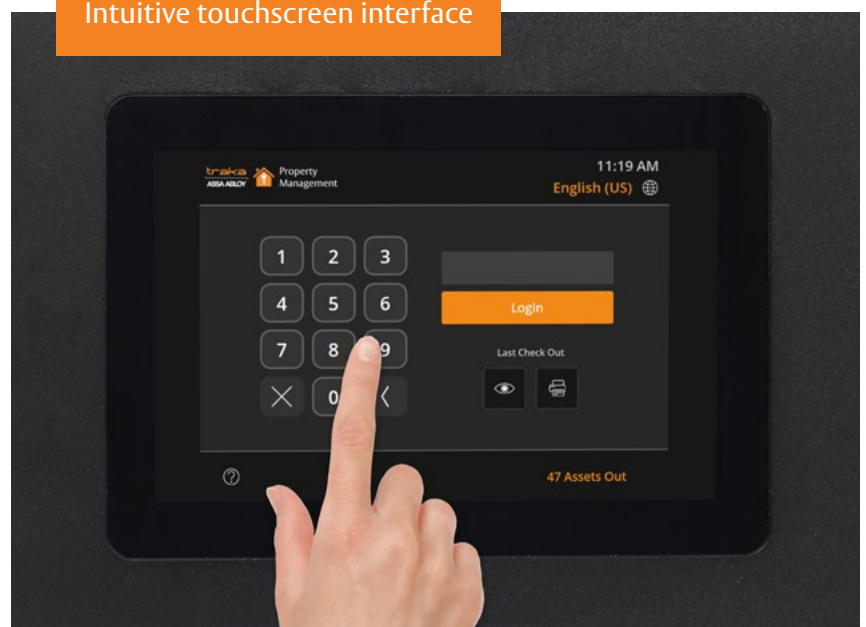 Intuitive touchscreen interface
traka
ASSA ABLOY
Property
Management
11:19 AM
English (US)
1 2 3
4 5 6
7 8 9
0
Login
Last Check Out
47 Assets Out
?